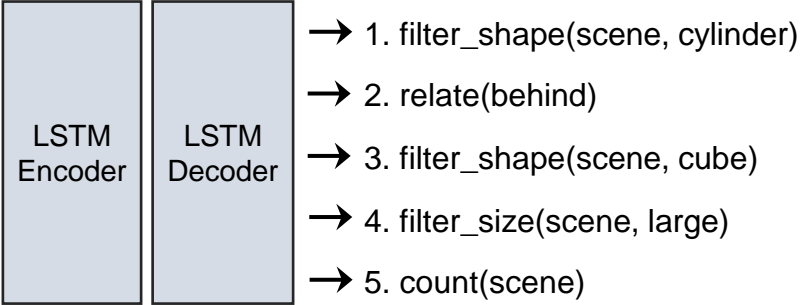 LSTM
Encoder
LSTM
Decoder
1. filter_shape(scene, cylinder)
2. relate(behind)
3. filter_shape(scene, cube)
4. filter_size(scene, large)
5. count(scene)